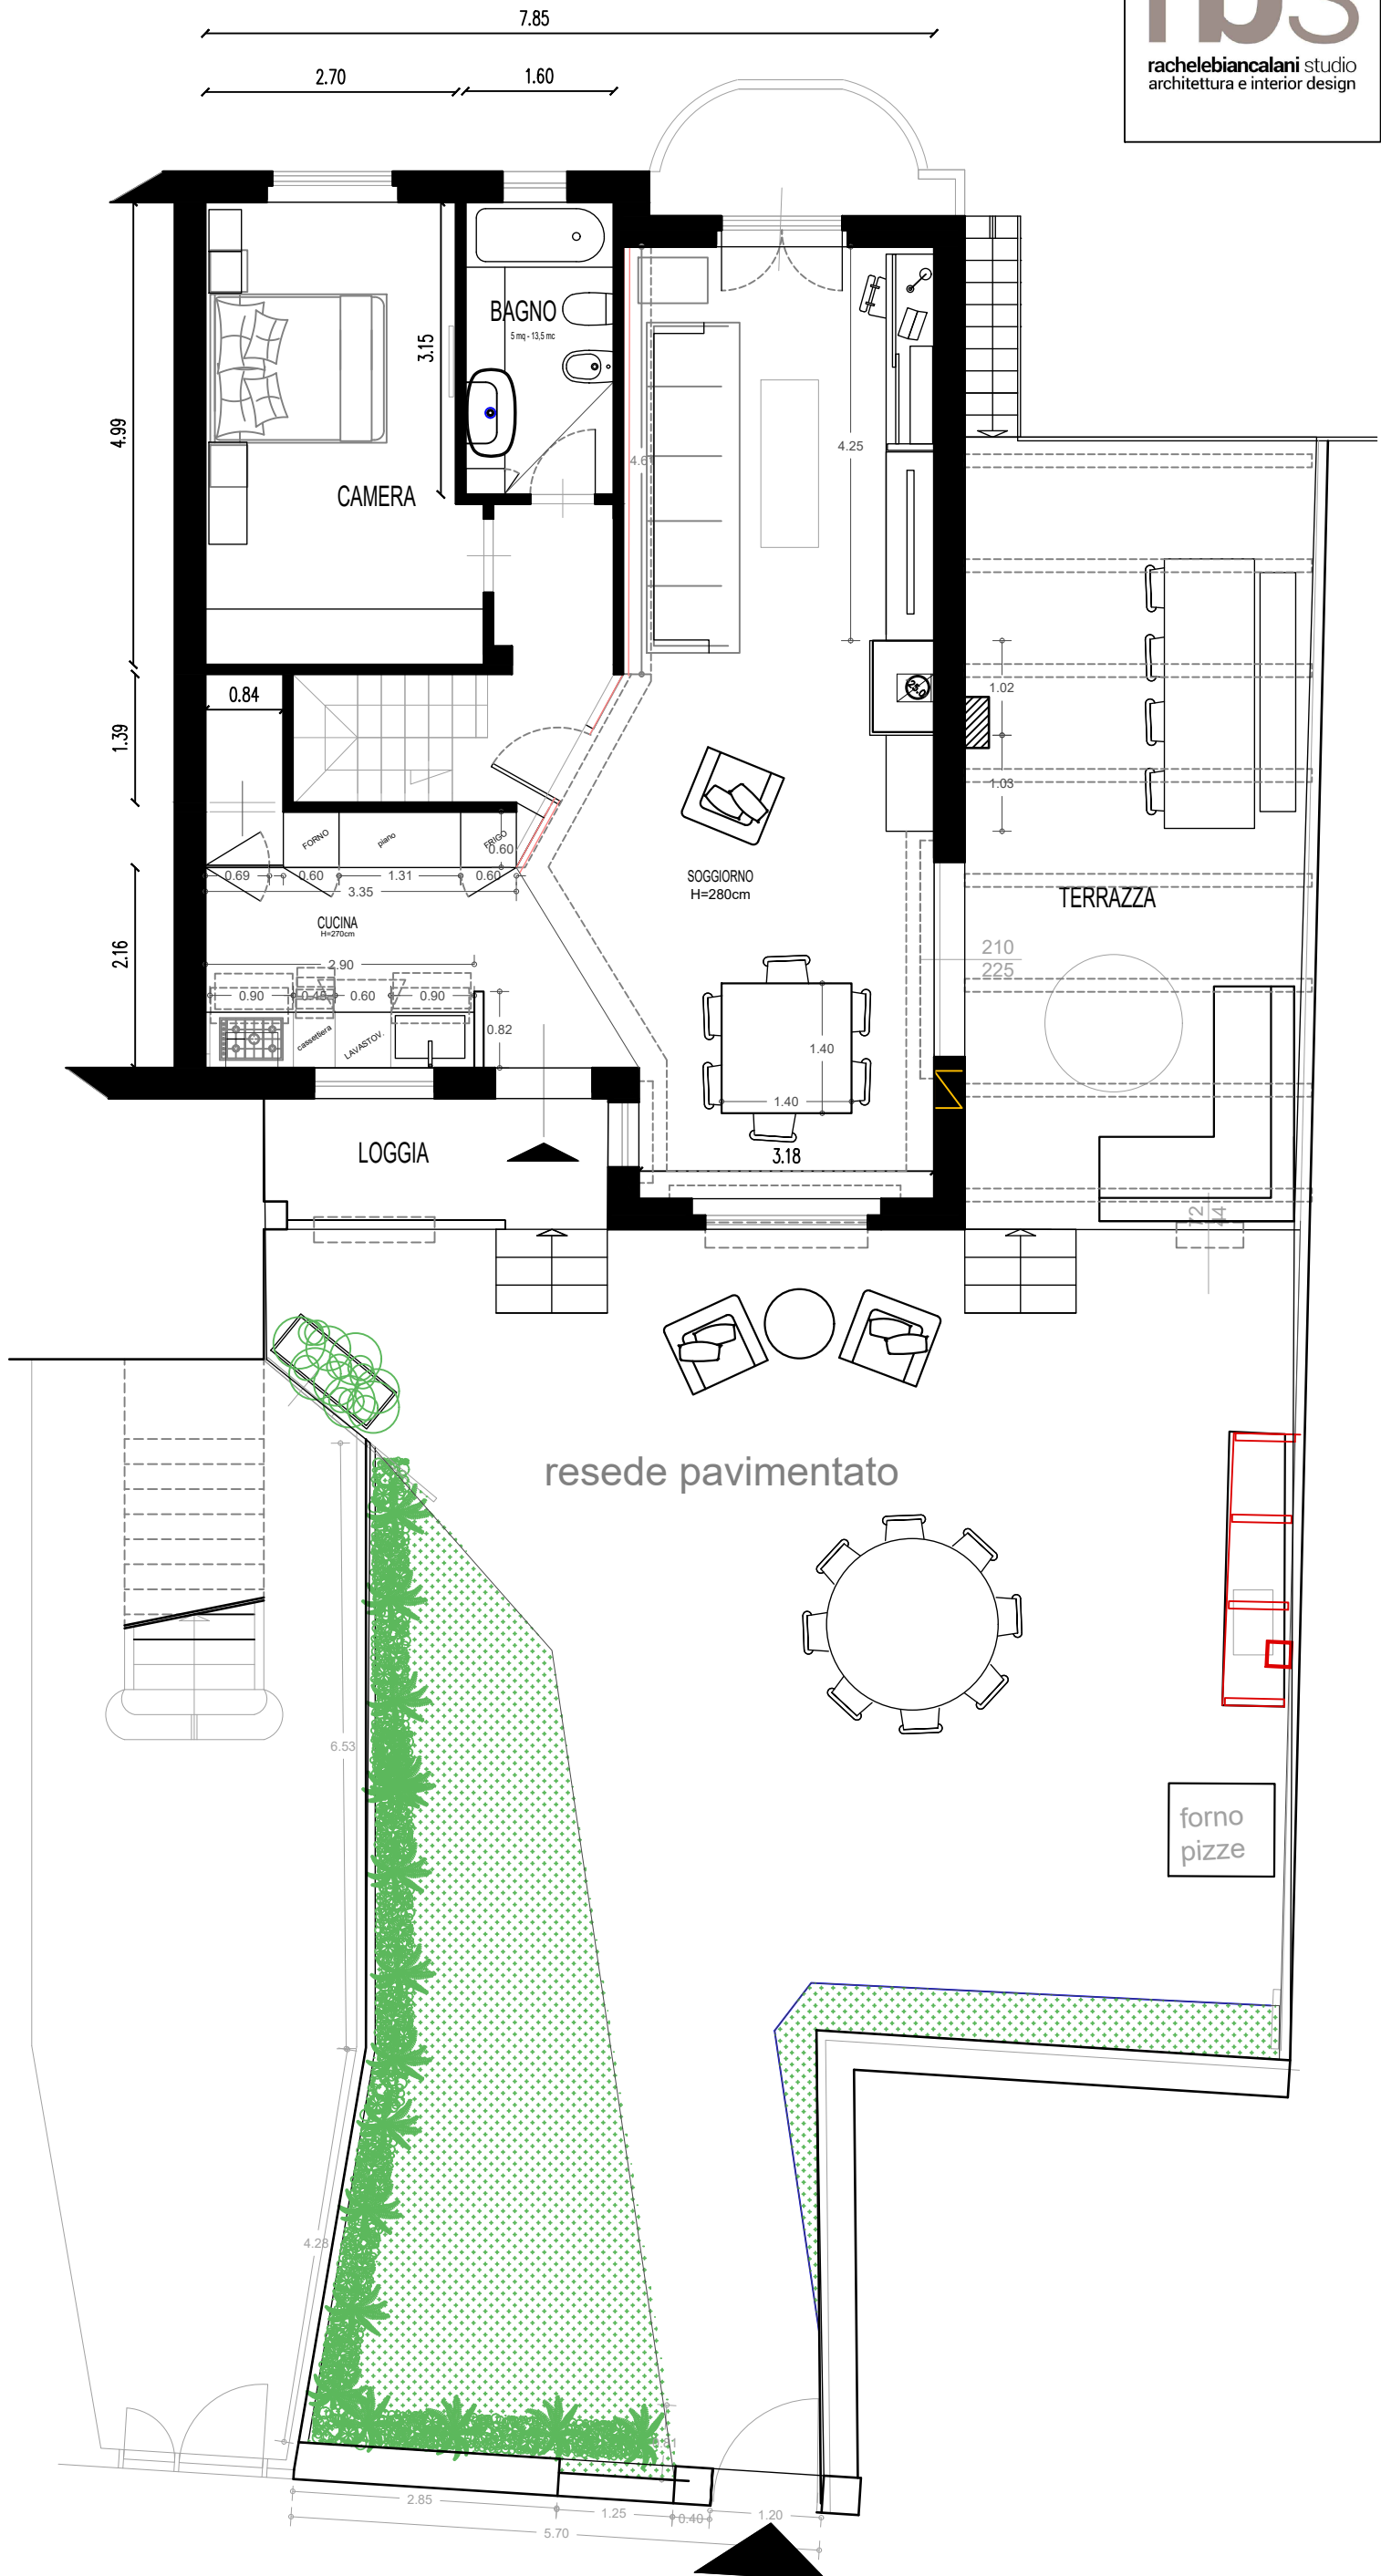 7.85
2.70
1.60
rachelebiancalani studio
architettura e interior design
BAGNO
5 mq - 13,5 mc
3.15
4.99
4.25
CAMERA
0.84
1.02
1.39
1.03
FORNO
piano
FRIGO
0.60
0.69
0.60
1.31
0.60
3.35
SOGGIORNO
H=280cm
TERRAZZA
CUCINA
H=270cm
2.16
2.90
210
225
0.90
0.60
0.90
cassettiera
LAVASTOV.
0.82
1.40
1.40
LOGGIA
3.18
72
44
resede pavimentato
6.53
forno
pizze
4.28
2.85
1.25
0.40
1.20
5.70